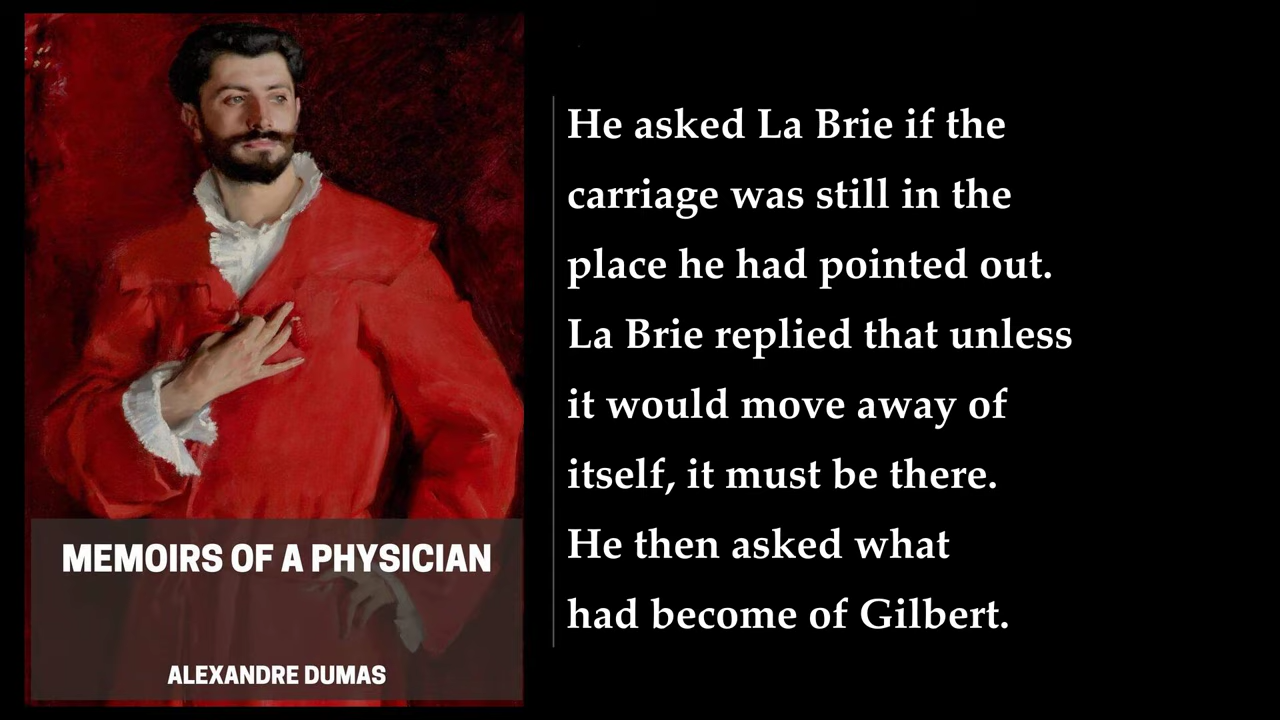 MEMOIRS OF A PHYSICIAN
ALEXANDRE DUMAS
He asked La Brie if the
carriage was still in the
place he had pointed out.
La Brie replied that unless
it would move away of
itself, it must be there.
He then asked what
had become of Gilbert.